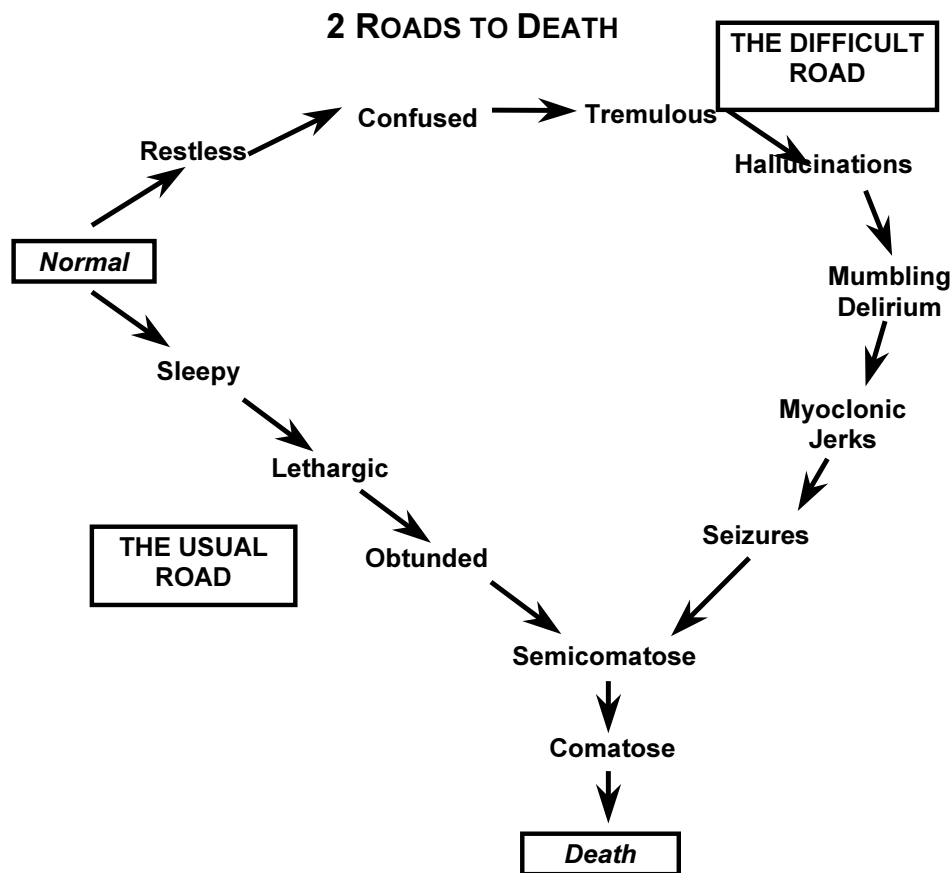 2 ROADS TO DEATH
THE DIFFICULT
ROAD
Confused
Tremulous
Restless
Hallucinations
Normal
Mumbling
Delirium
Sleepy
Myoclonic
Jerks
Lethargic
THE USUAL
ROAD
Seizures
Obtunded
Semicomatose
Comatose
Death